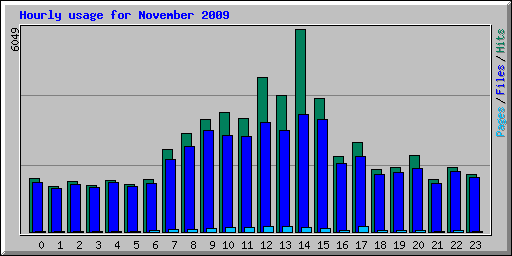 Hourly usage for November 2009
6049
Pages / Files / Hits
0 1 2 3 4 5 6 7 8 9 10 11 12 13 14 15 16 17 18 19 20 21 22 23